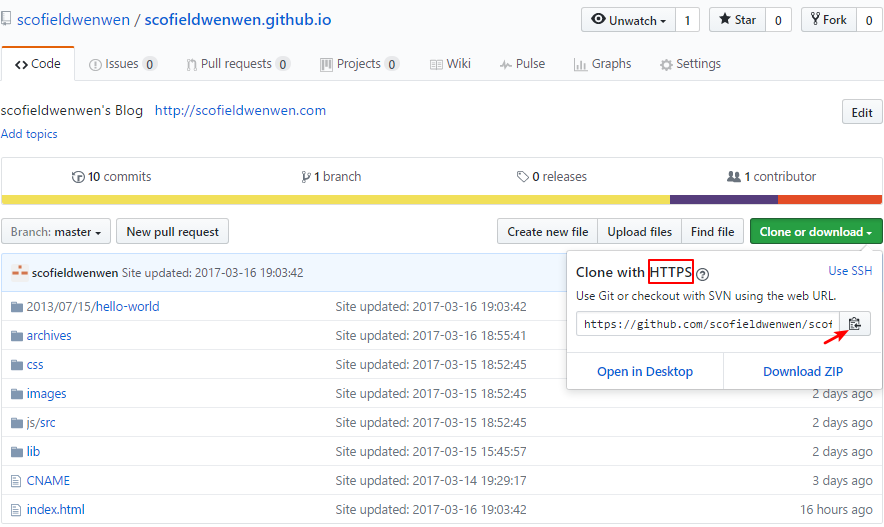 scofieldwenwen / scofieldwenwen.github.io
Unwatch 1 Star 0 Fork 0
Code Issues 0 Pull requests 0 Projects 0 Wiki Pulse Graphs Settings
scofieldwenwen's Blog http://scofieldwenwen.com Edit
Add topics
10 commits 1 branch 0 releases 1 contributor
Branch: master New pull request Create new file Upload files Find file Clone or download
scofieldwenwen Site updated: 2017-03-16 19:03:42
Clone with HTTPS ? Use SSH
Use Git or checkout with SVN using the web URL.
https://github.com/scofieldwenwen/scof
Open in Desktop Download ZIP
2013/07/15/hello-world Site updated: 2017-03-16 19:03:42
archives Site updated: 2017-03-16 18:55:41
css Site updated: 2017-03-15 18:52:45
images Site updated: 2017-03-15 18:52:45 2 days ago
js/src Site updated: 2017-03-15 18:52:45 2 days ago
lib Site updated: 2017-03-15 15:45:57 2 days ago
CNAME Site updated: 2017-03-14 19:29:17 3 days ago
index.html Site updated: 2017-03-16 19:03:42 16 hours ago